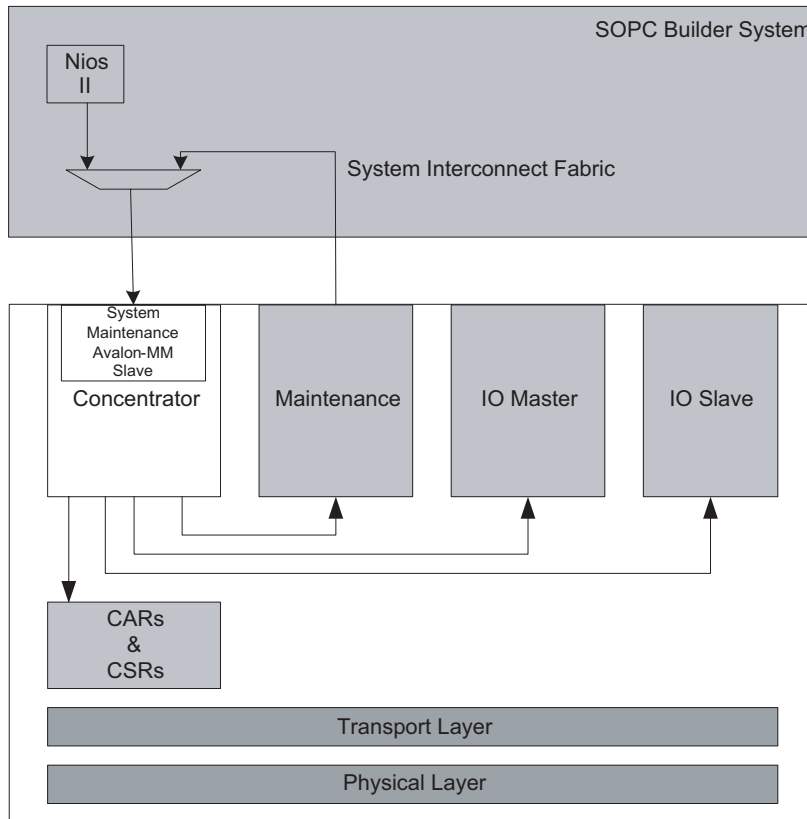 SOPC Builder System
Nios
II
System Interconnect Fabric
System
Maintenance
Avalon-MM
Slave
Concentrator
Maintenance
IO Master
IO Slave
CARs
&
CSRs
Transport Layer
Physical Layer